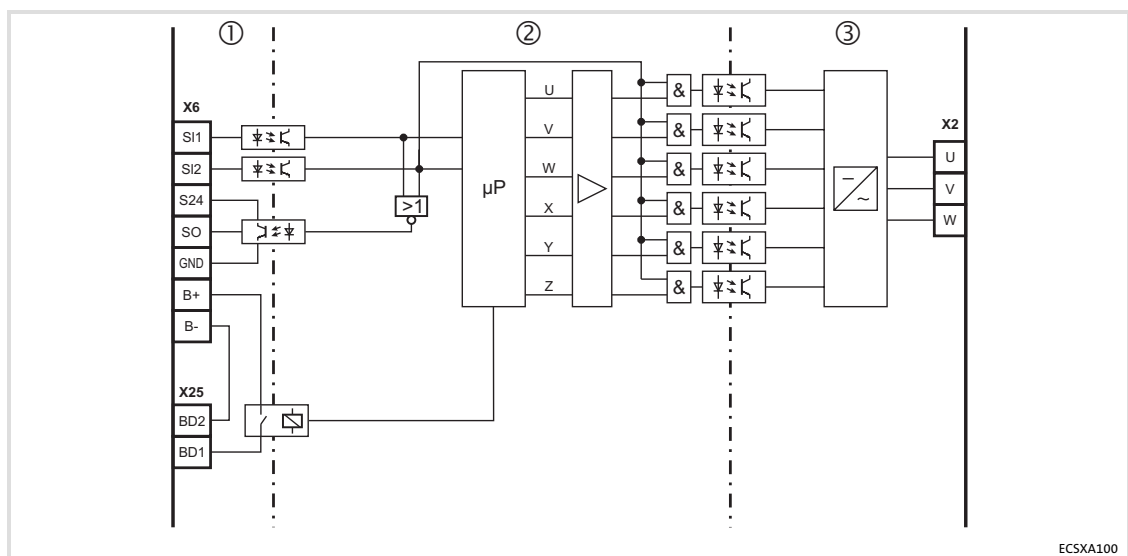 ① ② ③
X6
SI1
SI2
S24
SO
GND
B+
B-
X25
BD2
BD1
>1
µP
U
V
W
X
Y
Z
&
&
&
&
&
&
X2
U
V
W
ECSXA100